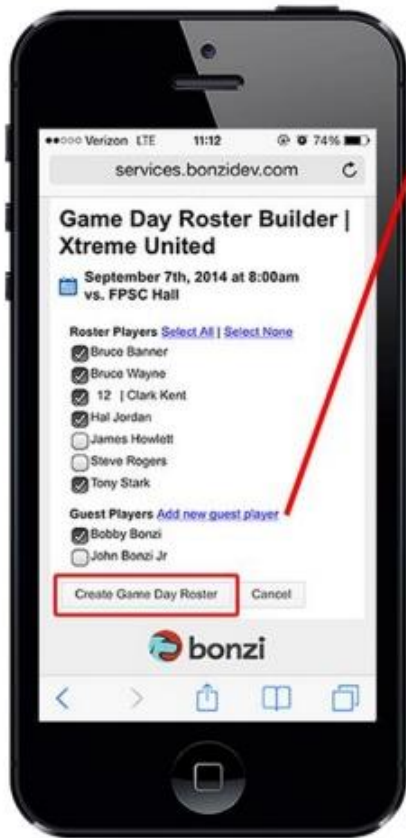 Verizon LTE 11:12 74%
services.bonzidev.com
Game Day Roster Builder |
Xtreme United
September 7th, 2014 at 8:00am
vs. FPSC Hall
Roster Players Select All | Select None
Bruce Banner
Bruce Wayne
12 | Clark Kent
Hal Jordan
James Howlett
Steve Rogers
Tony Stark
Guest Players Add new guest player
Bobby Bonzi
John Bonzi Jr
Create Game Day Roster Cancel
bonzi